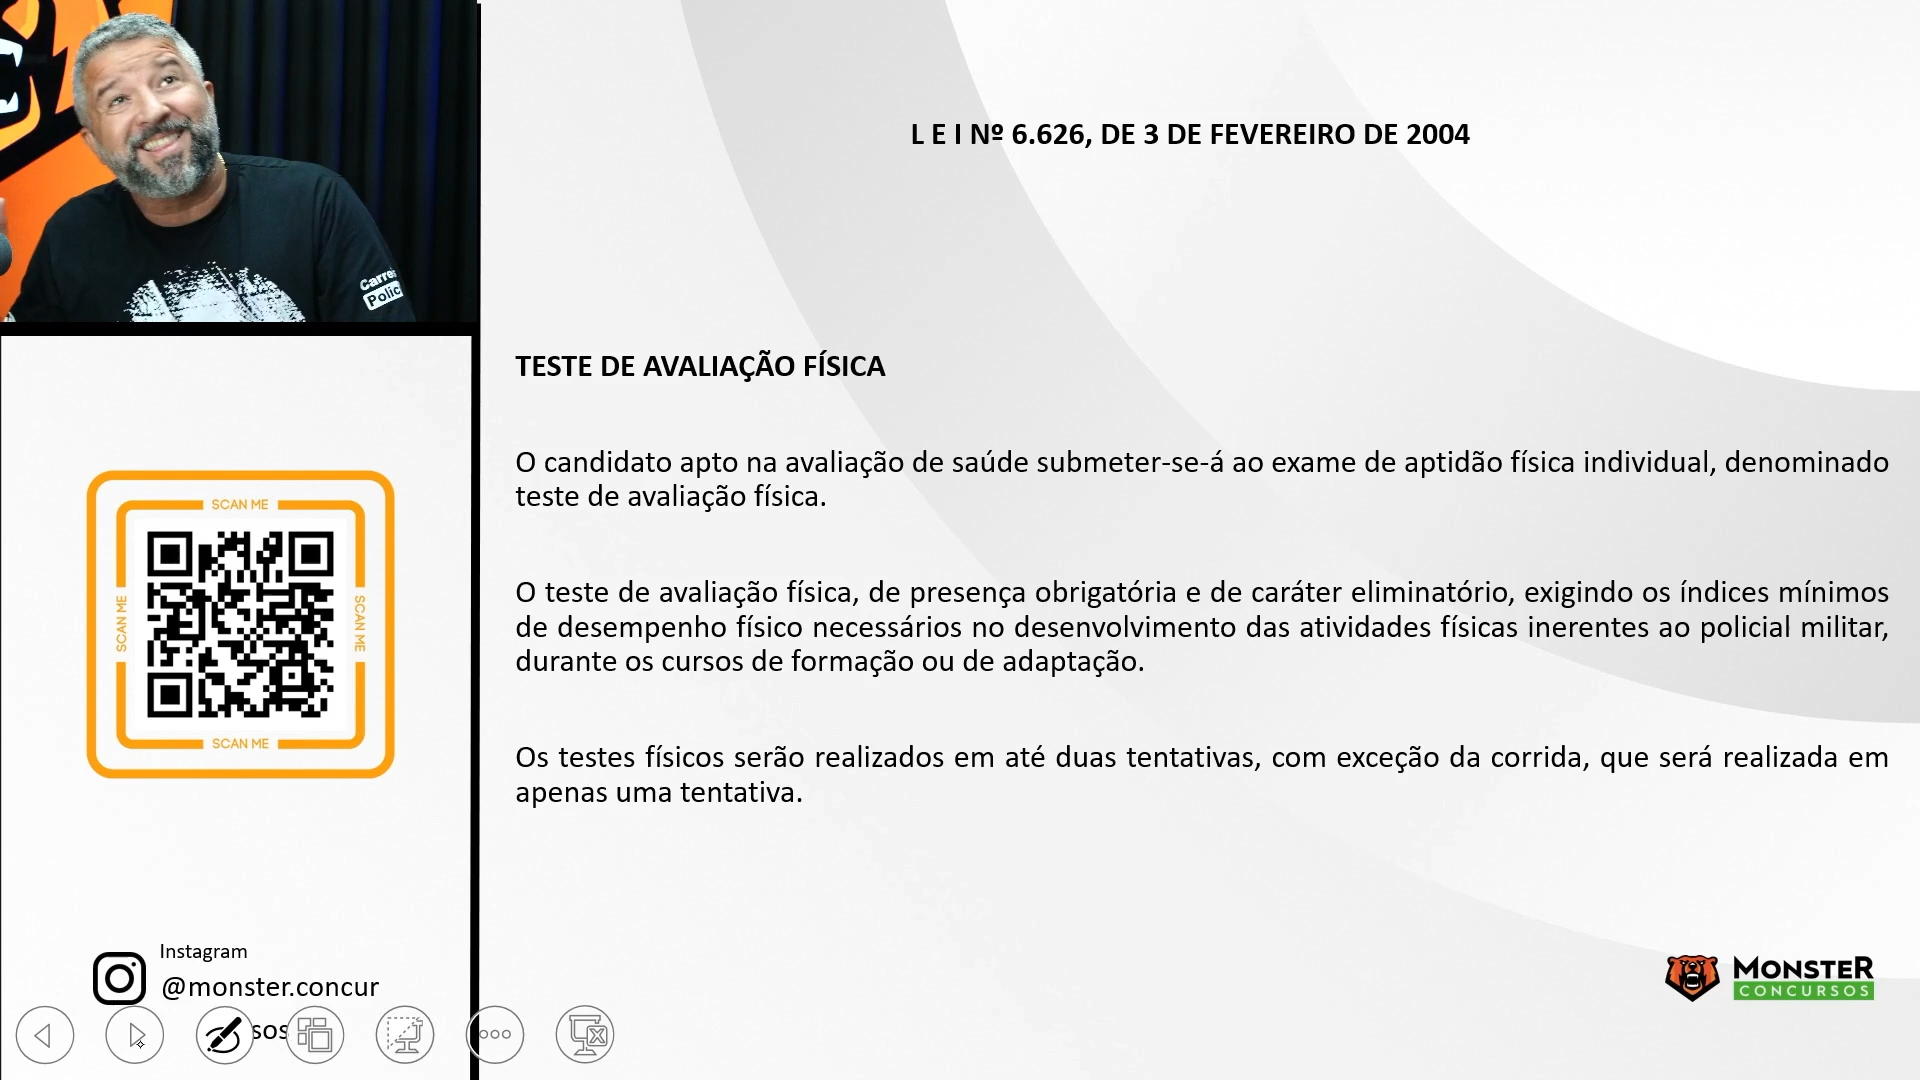 L E I Nº 6.626, DE 3 DE FEVEREIRO DE 2004
TESTE DE AVALIAÇÃO FÍSICA
O candidato apto na avaliação de saúde submeter-se-á ao exame de aptidão física individual, denominado
teste de avaliação física.
O teste de avaliação física, de presença obrigatória e de caráter eliminatório, exigindo os índices mínimos
de desempenho físico necessários no desenvolvimento das atividades físicas inerentes ao policial militar,
durante os cursos de formação ou de adaptação.
Os testes físicos serão realizados em até duas tentativas, com exceção da corrida, que será realizada em
apenas uma tentativa.
SCAN ME
SCAN ME
SCAN ME
SCAN ME
Instagram
@monster.concur
sos
MONSTER
CONCURSOS